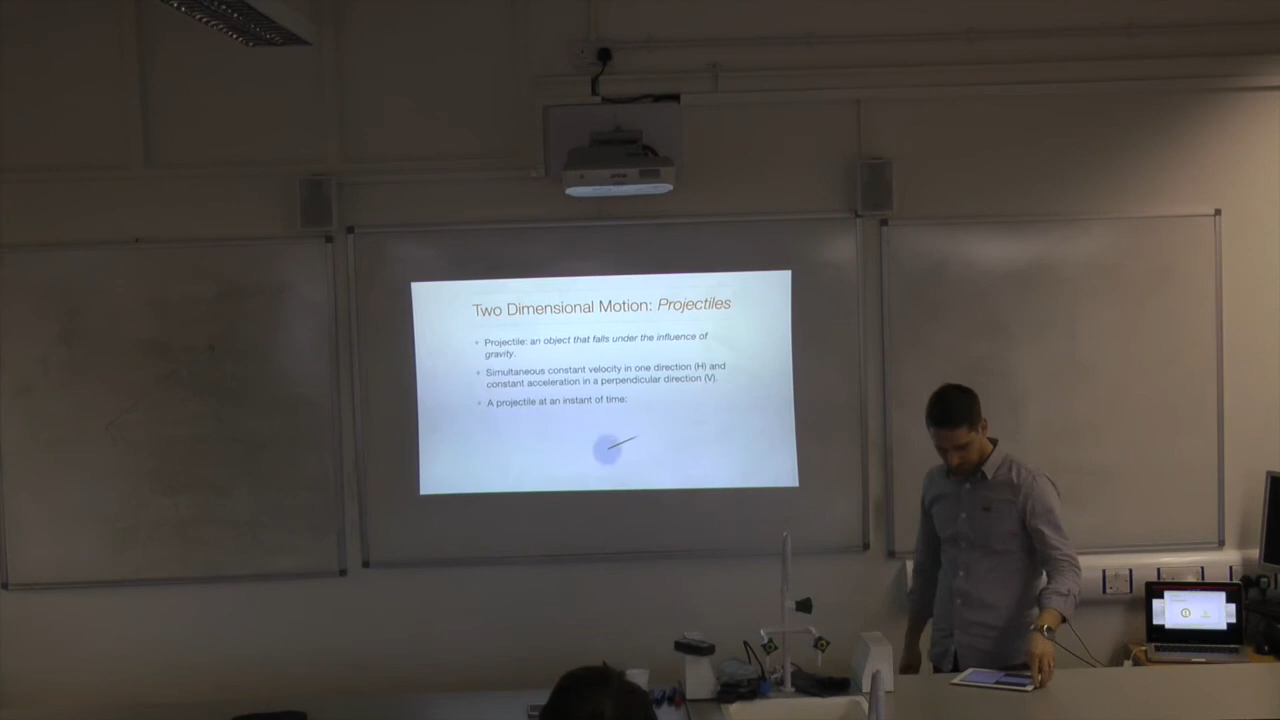 Two Dimensional Motion: Projectiles
Projectile: an object that falls under the influence of
gravity.
Simultaneous constant velocity in one direction (H) and
constant acceleration in a perpendicular direction (V).
A projectile at an instant of time: